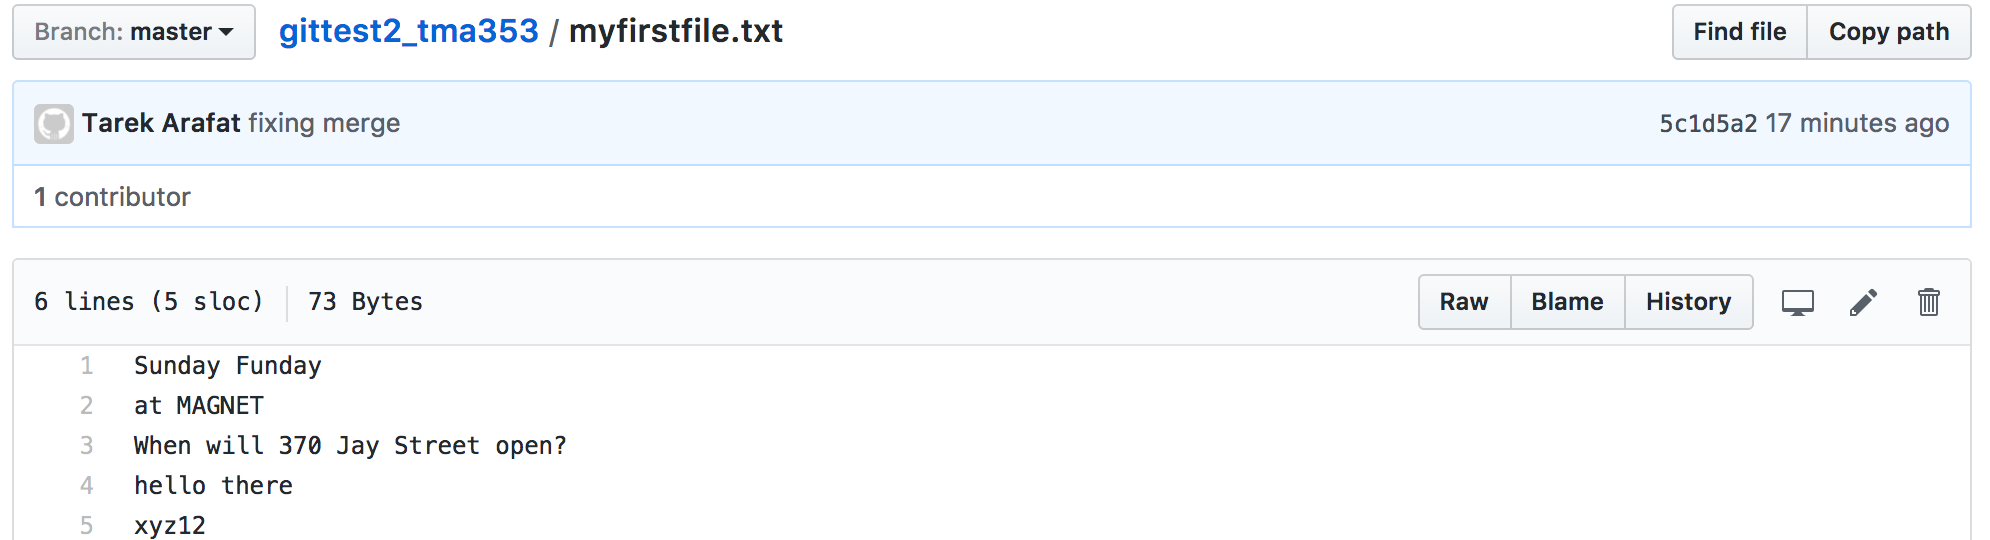 Branch: master
gittest2_tma353 / myfirstfile.txt
Find file
Copy path
Tarek Arafat fixing merge
5c1d5a2 17 minutes ago
1 contributor
6 lines (5 sloc)
73 Bytes
Raw
Blame
History
1 Sunday Funday
2 at MAGNET
3 When will 370 Jay Street open?
4 hello there
5 xyz12